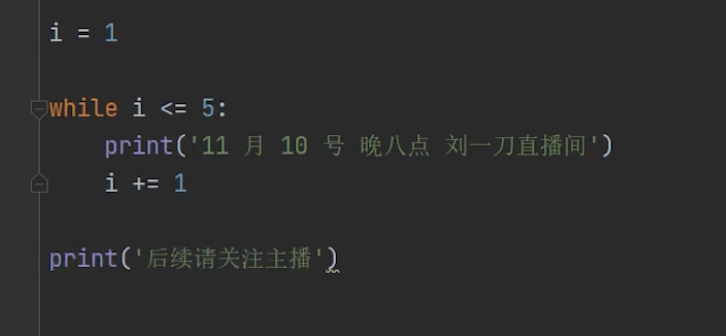 i = 1
while i <= 5:
print('11 月 10 号 晚八点 刘一刀直播间')
i += 1
print('后续请关注主播')